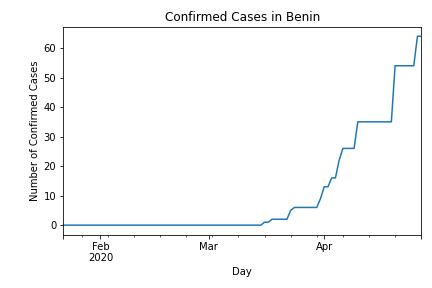 Confirmed Cases in Benin
Number of Confirmed Cases
60
50
40
30
20
10
0
Feb
2020
Mar
Apr
Day